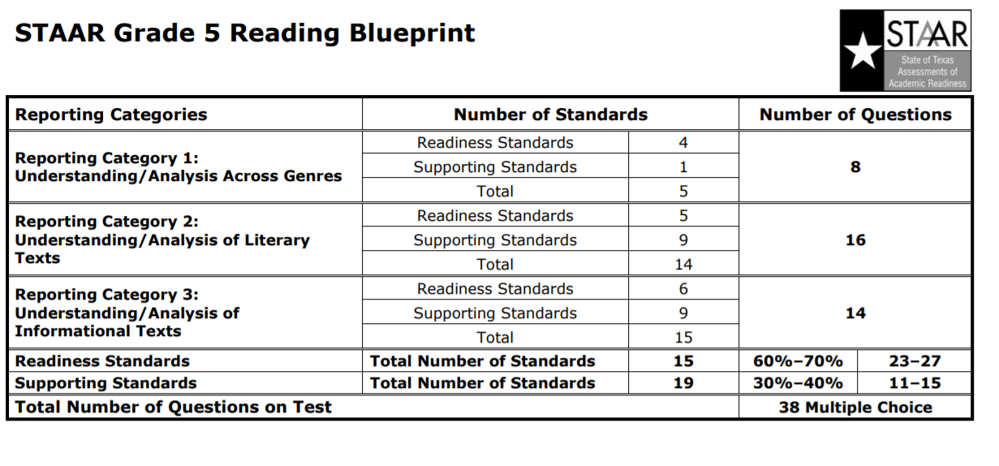 STAAR Grade 5 Reading Blueprint
STAAR
State of Texas
Assessments of
Academic Readiness
Reporting Categories Number of Standards Number of Questions
Reporting Category 1:
Understanding/Analysis Across Genres
Readiness Standards 4
Supporting Standards 1
Total 5
8
Reporting Category 2:
Understanding/Analysis of Literary
Texts
Readiness Standards 5
Supporting Standards 9
Total 14
16
Reporting Category 3:
Understanding/Analysis of
Informational Texts
Readiness Standards 6
Supporting Standards 9
Total 15
14
Readiness Standards Total Number of Standards 15 60%–70% 23–27
Supporting Standards Total Number of Standards 19 30%–40% 11–15
Total Number of Questions on Test 38 Multiple Choice